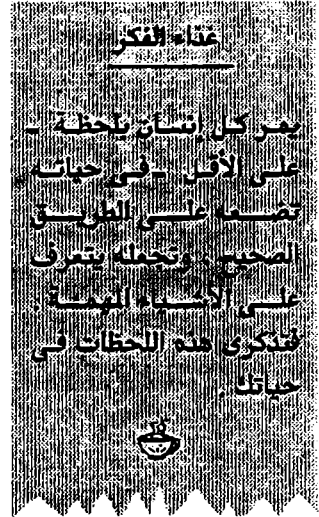 غذاء الفكر
يمر كل إنسان بلحظة -
على الأقل - في حياته
تضعه على الطريق
الصحيح . وتجعله يتعرف
على الأشياء المهمة .
فتذكرى هذه اللحظات في
حياتك .